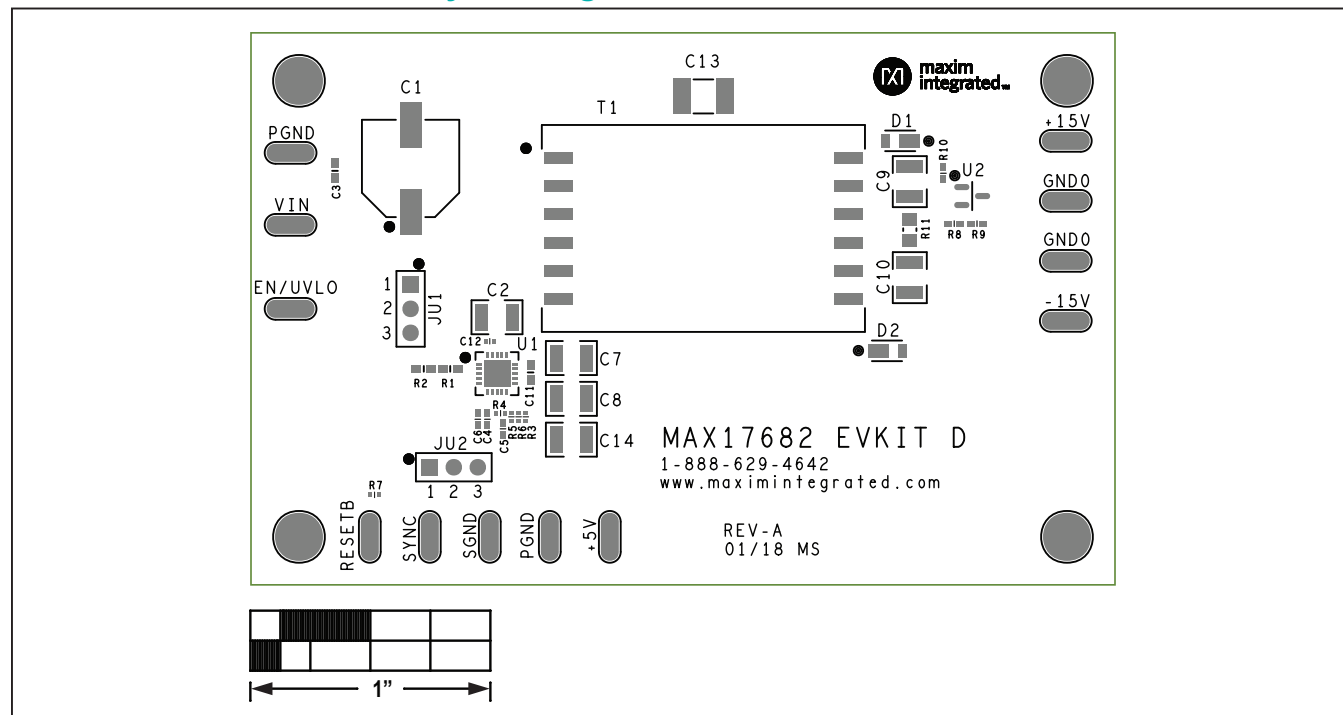 C13
maxim
integrated™
C1
T1
D1
+15V
PGND
R10
U2
C3
C9
GND0
VIN
R11
R8
R9
GND0
C10
EN/UVLO
1
2
3
JU1
C2
-15V
C12
U1
D2
C7
R2
R1
C11
C8
R4
C6
C4
C5
R5
R6
R3
JU2
C14
MAX17682 EVKIT D
1-888-629-4642
www.maximintegrated.com
R7
1 2 3
RESETB
SYNC
SGND
PGND
+5V
REV-A
01/18 MS
1”